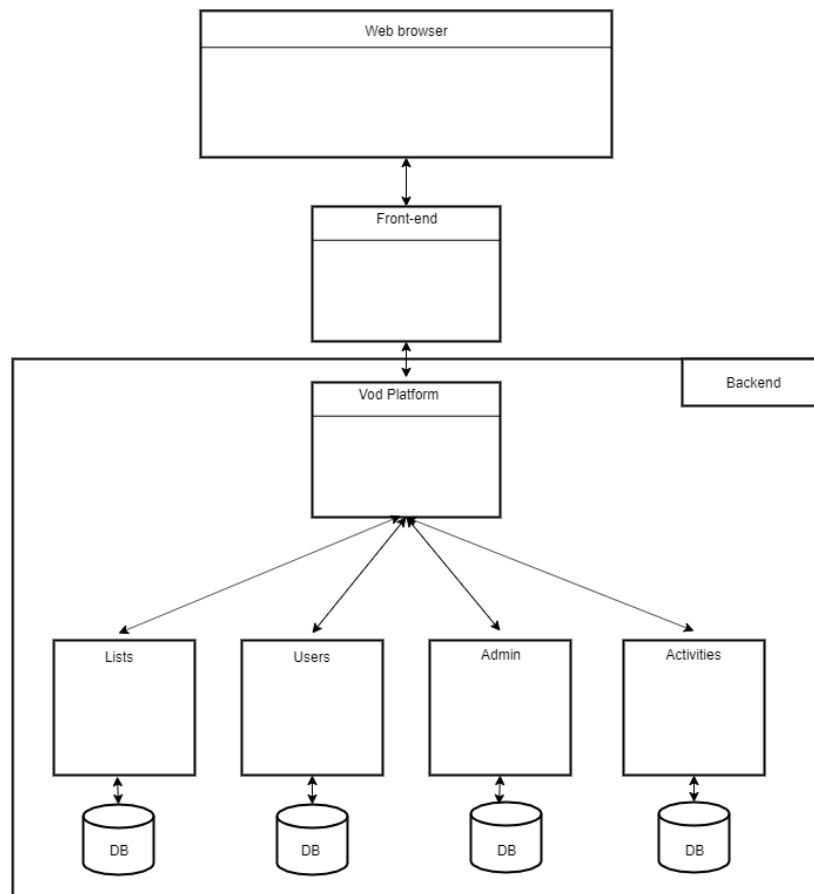 Web browser
Front-end
Backend
Vod Platform
Lists
Users
Admin
Activities
DB
DB
DB
DB